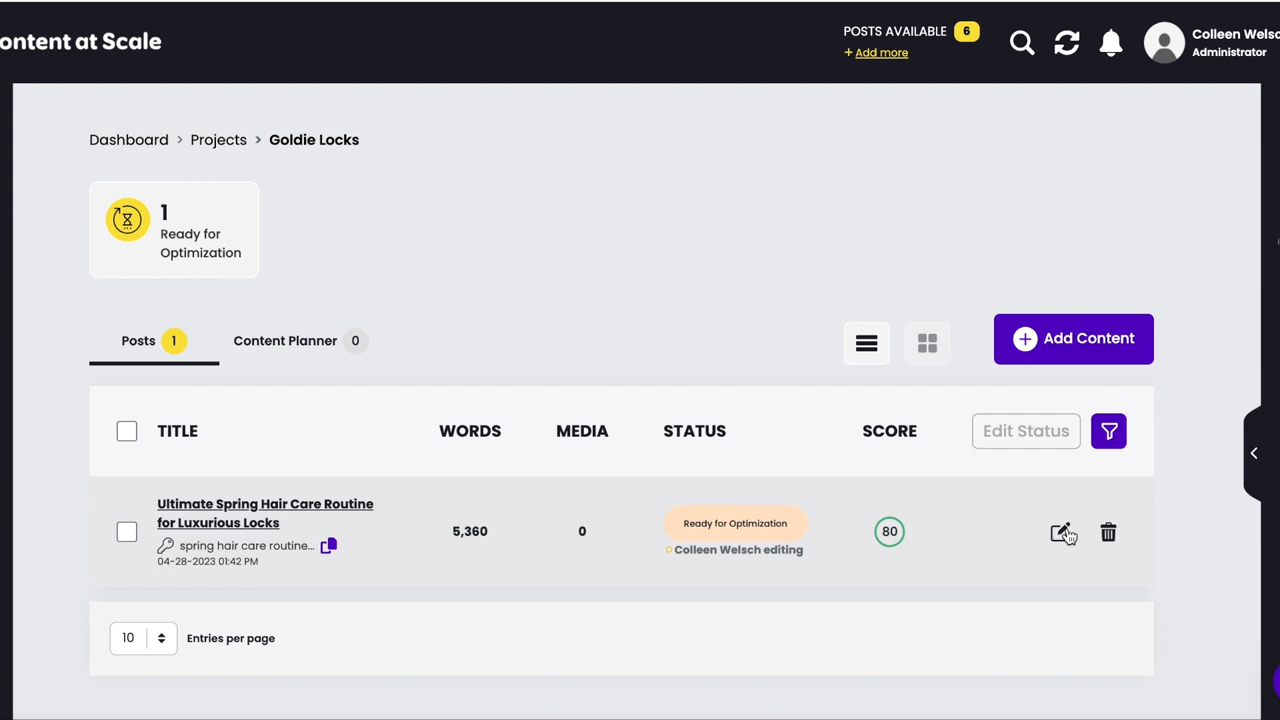 ontent at Scale
POSTS AVAILABLE 6
+ Add more
Colleen Welsc
Administrator
Dashboard > Projects > Goldie Locks
1
Ready for
Optimization
Posts 1
Content Planner 0
Add Content
TITLE WORDS MEDIA STATUS SCORE Edit Status
Ultimate Spring Hair Care Routine
for Luxurious Locks
spring hair care routine...
04-28-2023 01:42 PM
5,360
0
Ready for Optimization
Colleen Welsch editing
80
10 Entries per page